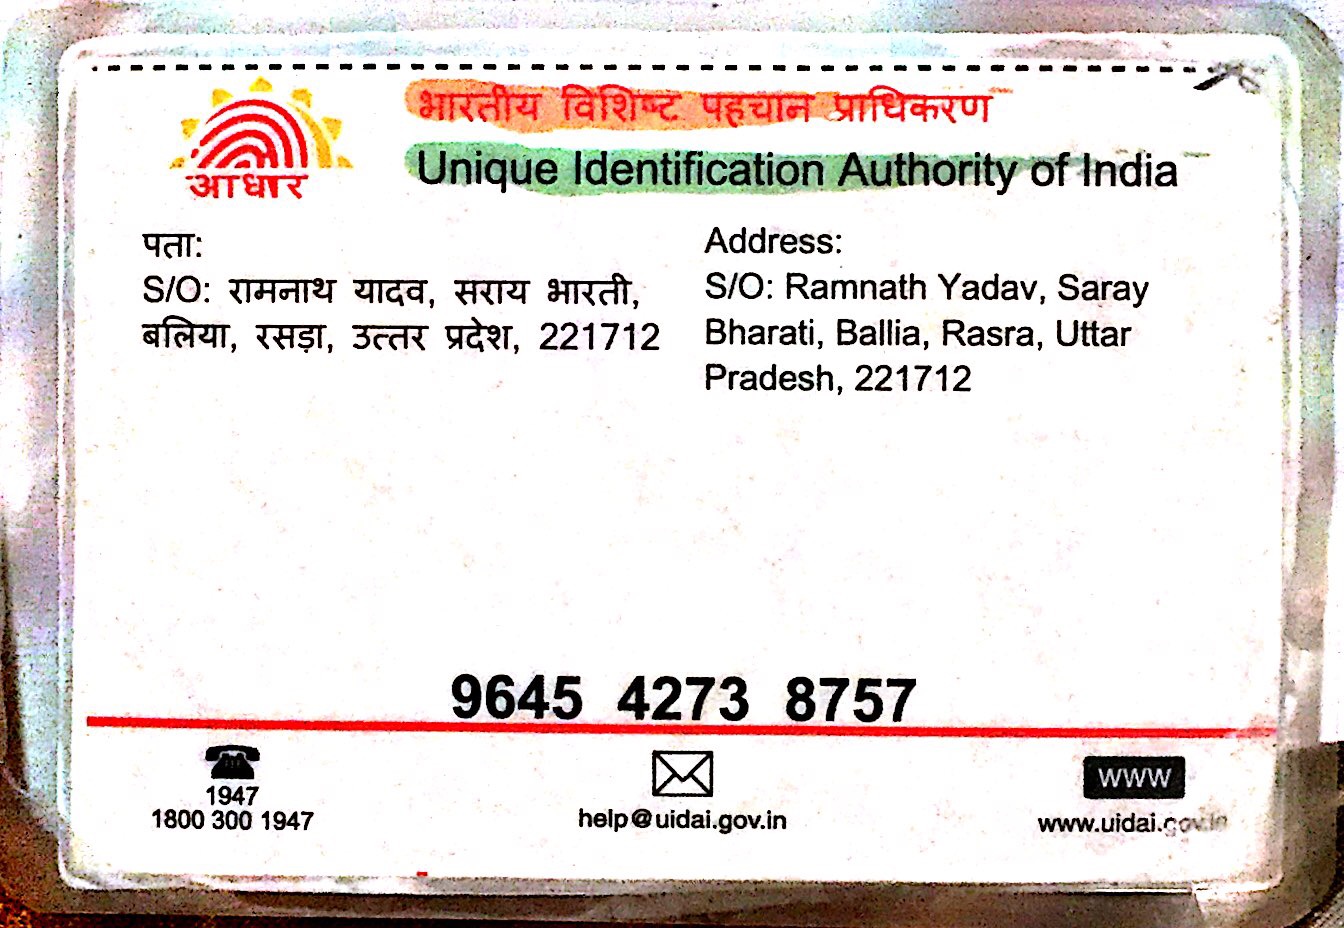 भारतीय विशिष्ट पहचान प्राधिकरण
Unique Identification Authority of India
आधार
पता:
S/O: रामनाथ यादव, सराय भारती,
बलिया, रसड़ा, उत्तर प्रदेश, 221712
Address:
S/O: Ramnath Yadav, Saray
Bharati, Ballia, Rasra, Uttar
Pradesh, 221712
9645 4273 8757
1947
1800 300 1947
help@uidai.gov.in
WWW
www.uidai.gov.in